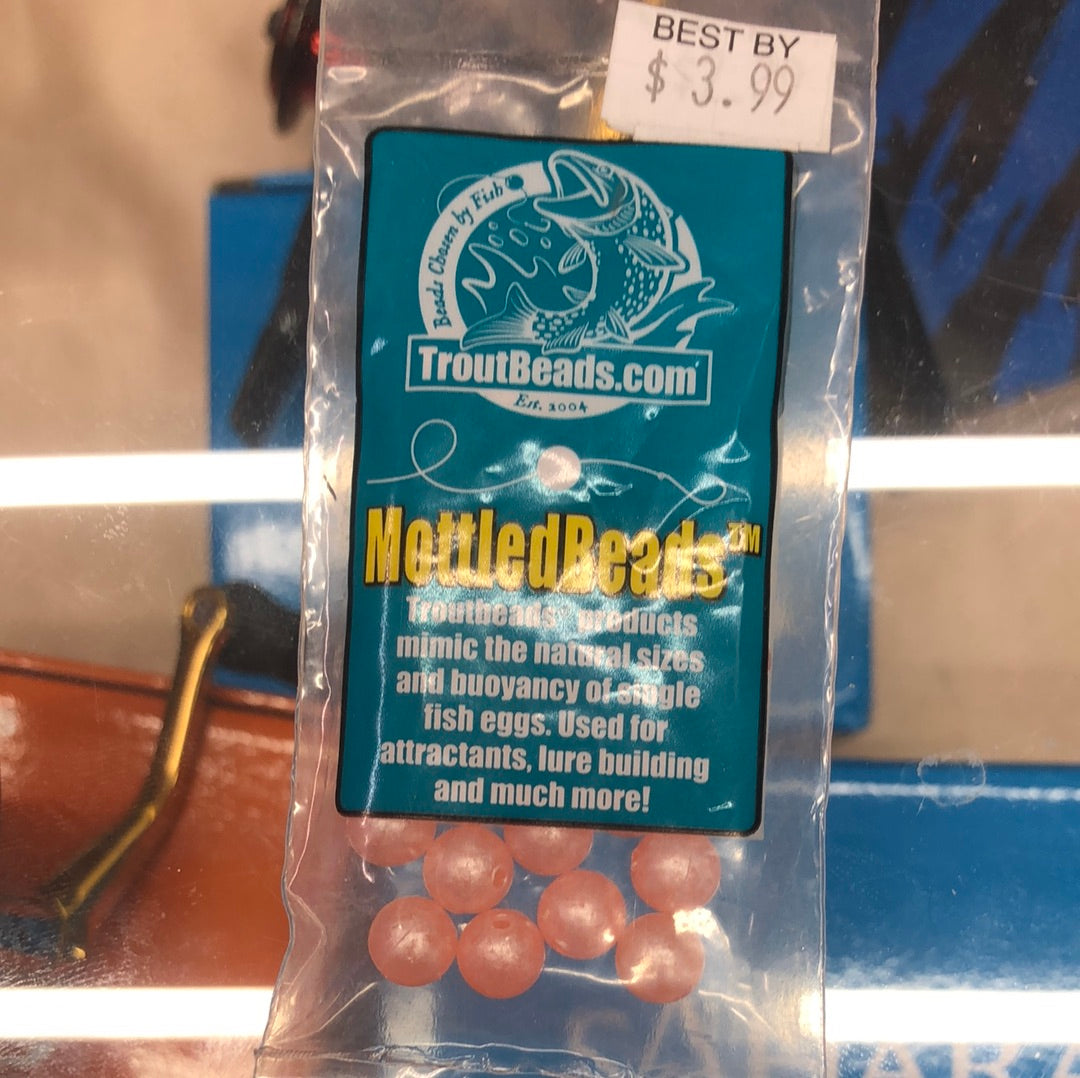 BEST BY
$ 3.99
Beads Chosen by Fish
TroutBeads.com
Est. 2004
MottledBeads™
Troutbeads products
mimic the natural sizes
and buoyancy of single
fish eggs. Used for
attractants, lure building
and much more!